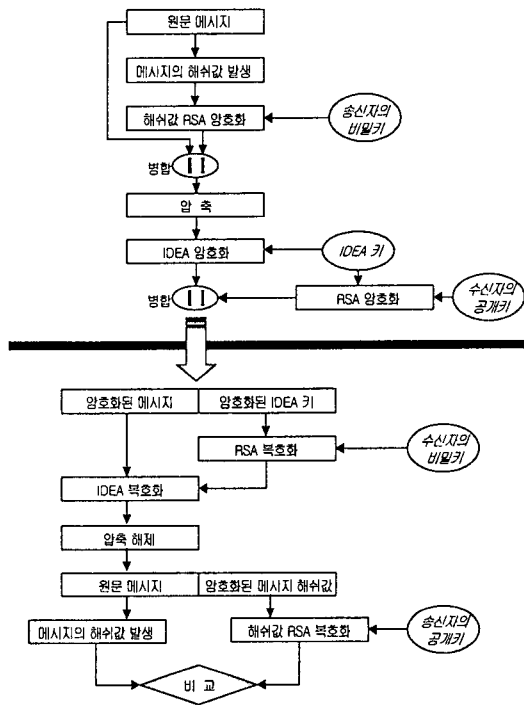 원문 메시지
메시지의 해쉬값 발생
해쉬값 RSA 암호화
송신자의
비밀키
병합
압 축
IDEA 암호화
IDEA 키
병합
RSA 암호화
수신자의
공개키
암호화된 메시지
암호화된 IDEA 키
RSA 복호화
수신자의
비밀키
IDEA 복호화
압축 해제
원문 메시지
암호화된 메시지 해쉬값
메시지의 해쉬값 발생
해쉬값 RSA 복호화
송신자의
공개키
비 교